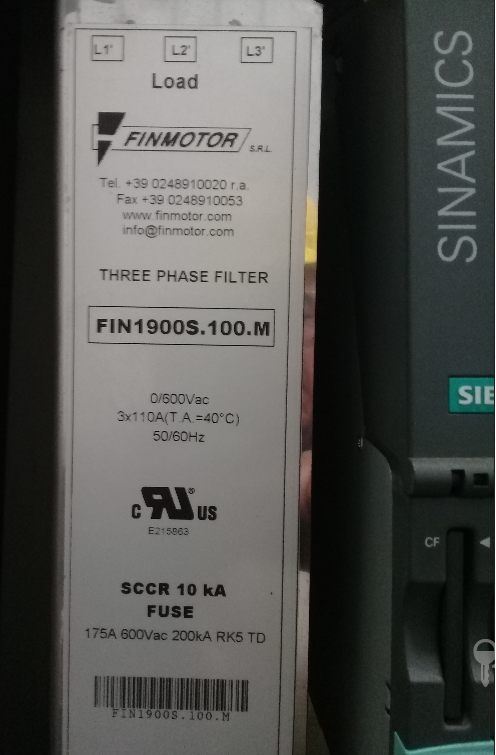 L1' L2' L3'
Load
FINMOTOR S.R.L.
Tel. +39 0248910020 r.a.
Fax +39 0248910053
www.finmotor.com
info@finmotor.com
THREE PHASE FILTER
FIN1900S.100.M
0/600Vac
3x110A(T.A.=40°C)
50/60Hz
c RU ® US
E215863
SCCR 10 kA
FUSE
175A 600Vac 200kA RK5 TD
FIN1900S.100.M
SINAMICS
SIE
CF